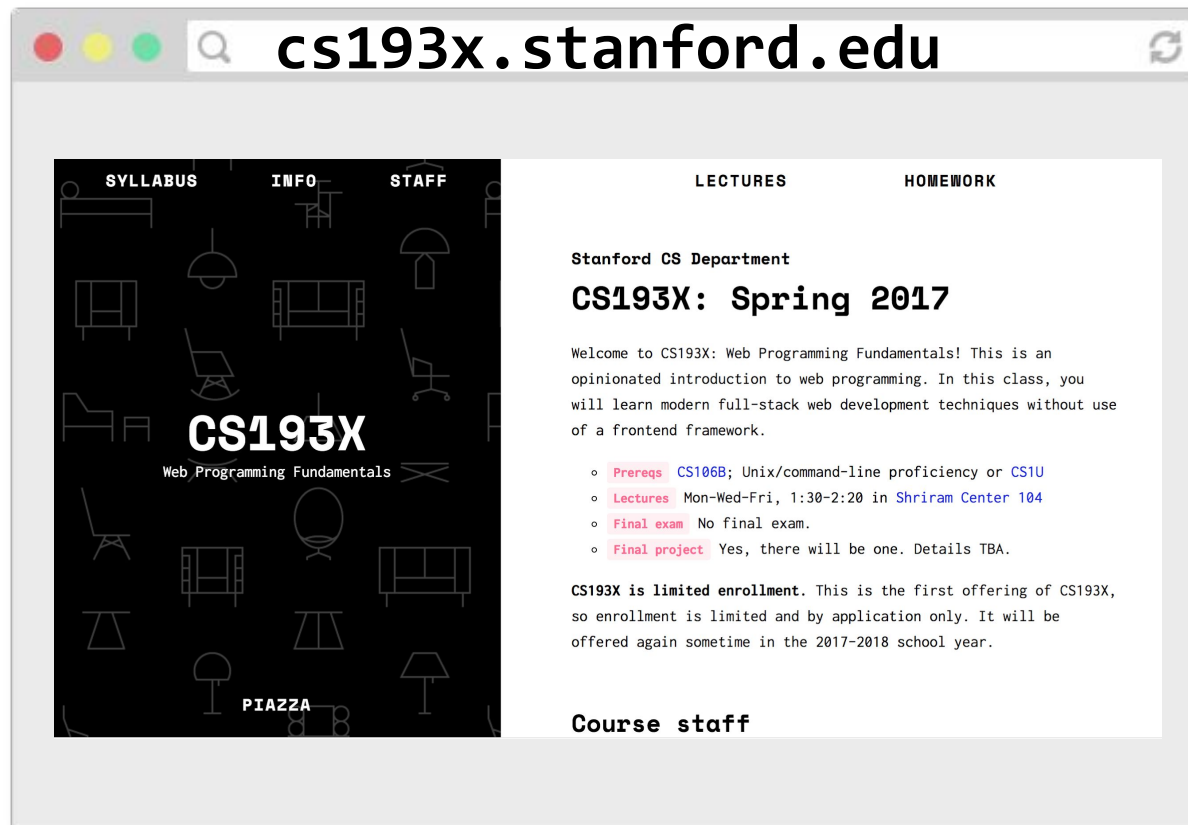 cs193x.stanford.edu
SYLLABUS INFO STAFF
CS193X
Web Programming Fundamentals
PIAZZA
LECTURES HOMEWORK
Stanford CS Department
CS193X: Spring 2017
Welcome to CS193X: Web Programming Fundamentals! This is an
opinionated introduction to web programming. In this class, you
will learn modern full-stack web development techniques without use
of a frontend framework.
Prereqs CS106B; Unix/command-line proficiency or CS1U
Lectures Mon-Wed-Fri, 1:30-2:20 in Shriram Center 104
Final exam No final exam.
Final project Yes, there will be one. Details TBA.
CS193X is limited enrollment. This is the first offering of CS193X,
so enrollment is limited and by application only. It will be
offered again sometime in the 2017-2018 school year.
Course staff